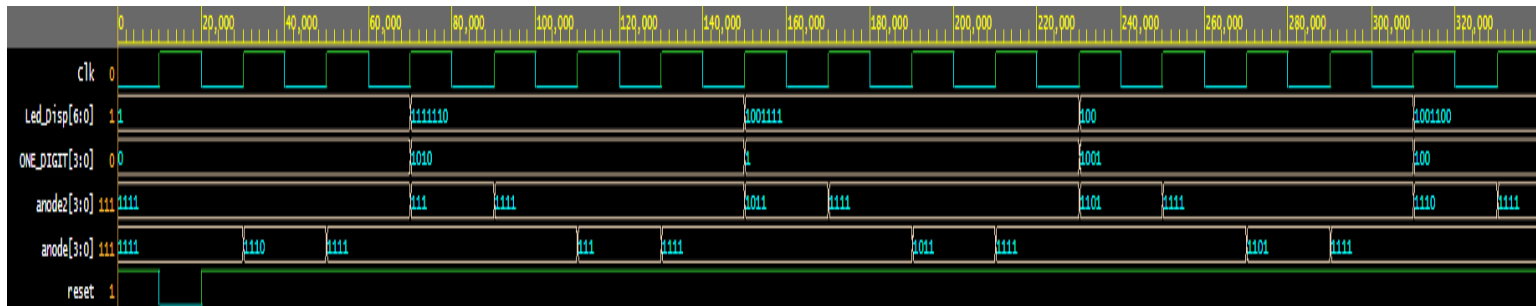 0 20,000 40,000 60,000 80,000 100,000 120,000 140,000 160,000 180,000 200,000 220,000 240,000 260,000 280,000 300,000 320,000
Clk 0
Led_Disp[6:0] 1 1 1111110 1001111 100 1001100
ONE_DIGIT[3:0] 0 0 1010 1 1001 100
anode2[3:0] 111 1111 111 1111 1011 1111 1101 1111 1110 1111
anode[3:0] 111 1111 1110 1111 111 1111 1011 1111 1101 1111
reset 1